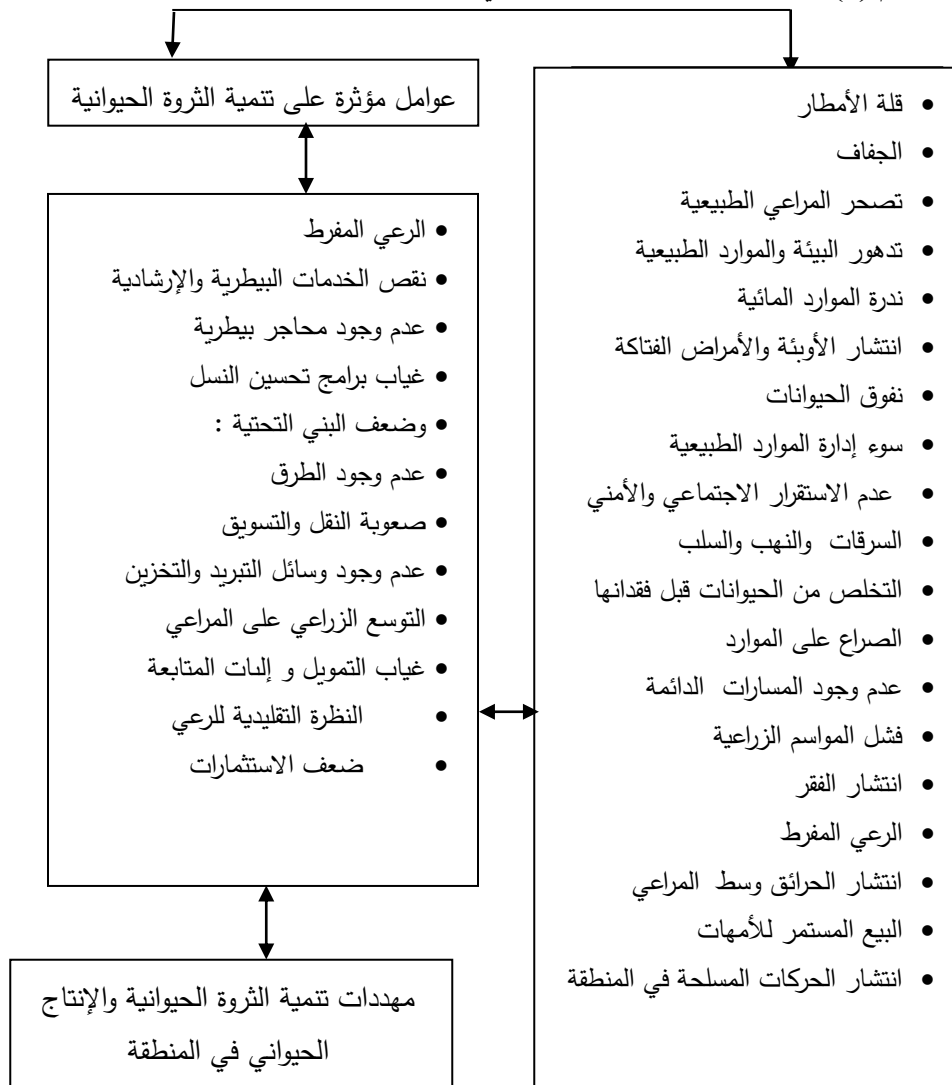 عوامل مؤثرة على تنمية الثروة الحيوانية
• قلة الأمطار
• الجفاف
• تصحر المراعي الطبيعية
• تدهور البيئة والموارد الطبيعية
• ندرة الموارد المائية
• انتشار الأوبئة والأمراض الفتاكة
• نفوق الحيوانات
• سوء إدارة الموارد الطبيعية
• عدم الاستقرار الاجتماعي والأمني
• السرقات والنهب والسلب
• التخلص من الحيوانات قبل فقدانها
• الصراع على الموارد
• عدم وجود المسارات الدائمة
• فشل المواسم الزراعية
• انتشار الفقر
• الرعي المفرط
• انتشار الحرائق وسط المراعي
• البيع المستمر للأمهات
• انتشار الحركات المسلحة في المنطقة
• الرعي المفرط
• نقص الخدمات البيطرية والإرشادية
• عدم وجود محاجر بيطرية
• غياب برامج تحسين النسل
• وضعف البني التحتية :
• عدم وجود الطرق
• صعوبة النقل والتسويق
• عدم وجود وسائل التبريد والتخزين
• التوسع الزراعي على المراعي
• غياب التمويل و إليات المتابعة
• النظرة التقليدية للرعي
• ضعف الاستثمارات
مهددات تنمية الثروة الحيوانية والإنتاج
الحيواني في المنطقة